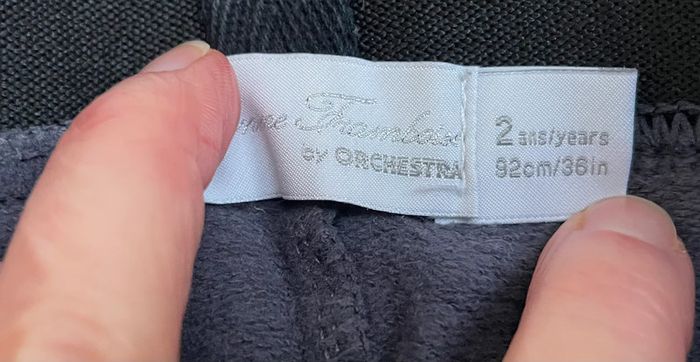 by ORCHESTRA
2 ans/years
92cm/36in